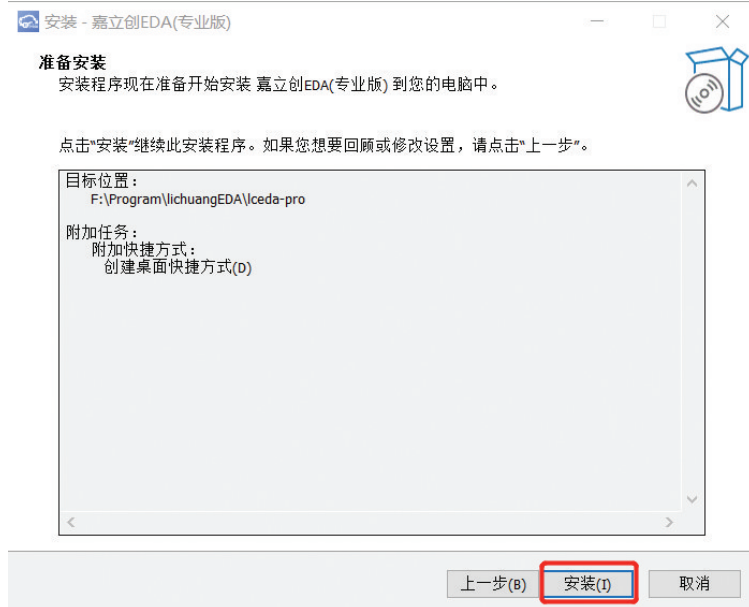 安装 - 嘉立创EDA(专业版)
准备安装
安装程序现在准备开始安装 嘉立创EDA(专业版) 到您的电脑中。
点击“安装”继续此安装程序。如果您想要回顾或修改设置，请点击“上一步”。
目标位置：
F:\Program\lichuangEDA\lceda-pro
附加任务：
附加快捷方式：
创建桌面快捷方式(D)
上一步(B) 安装(I) 取消